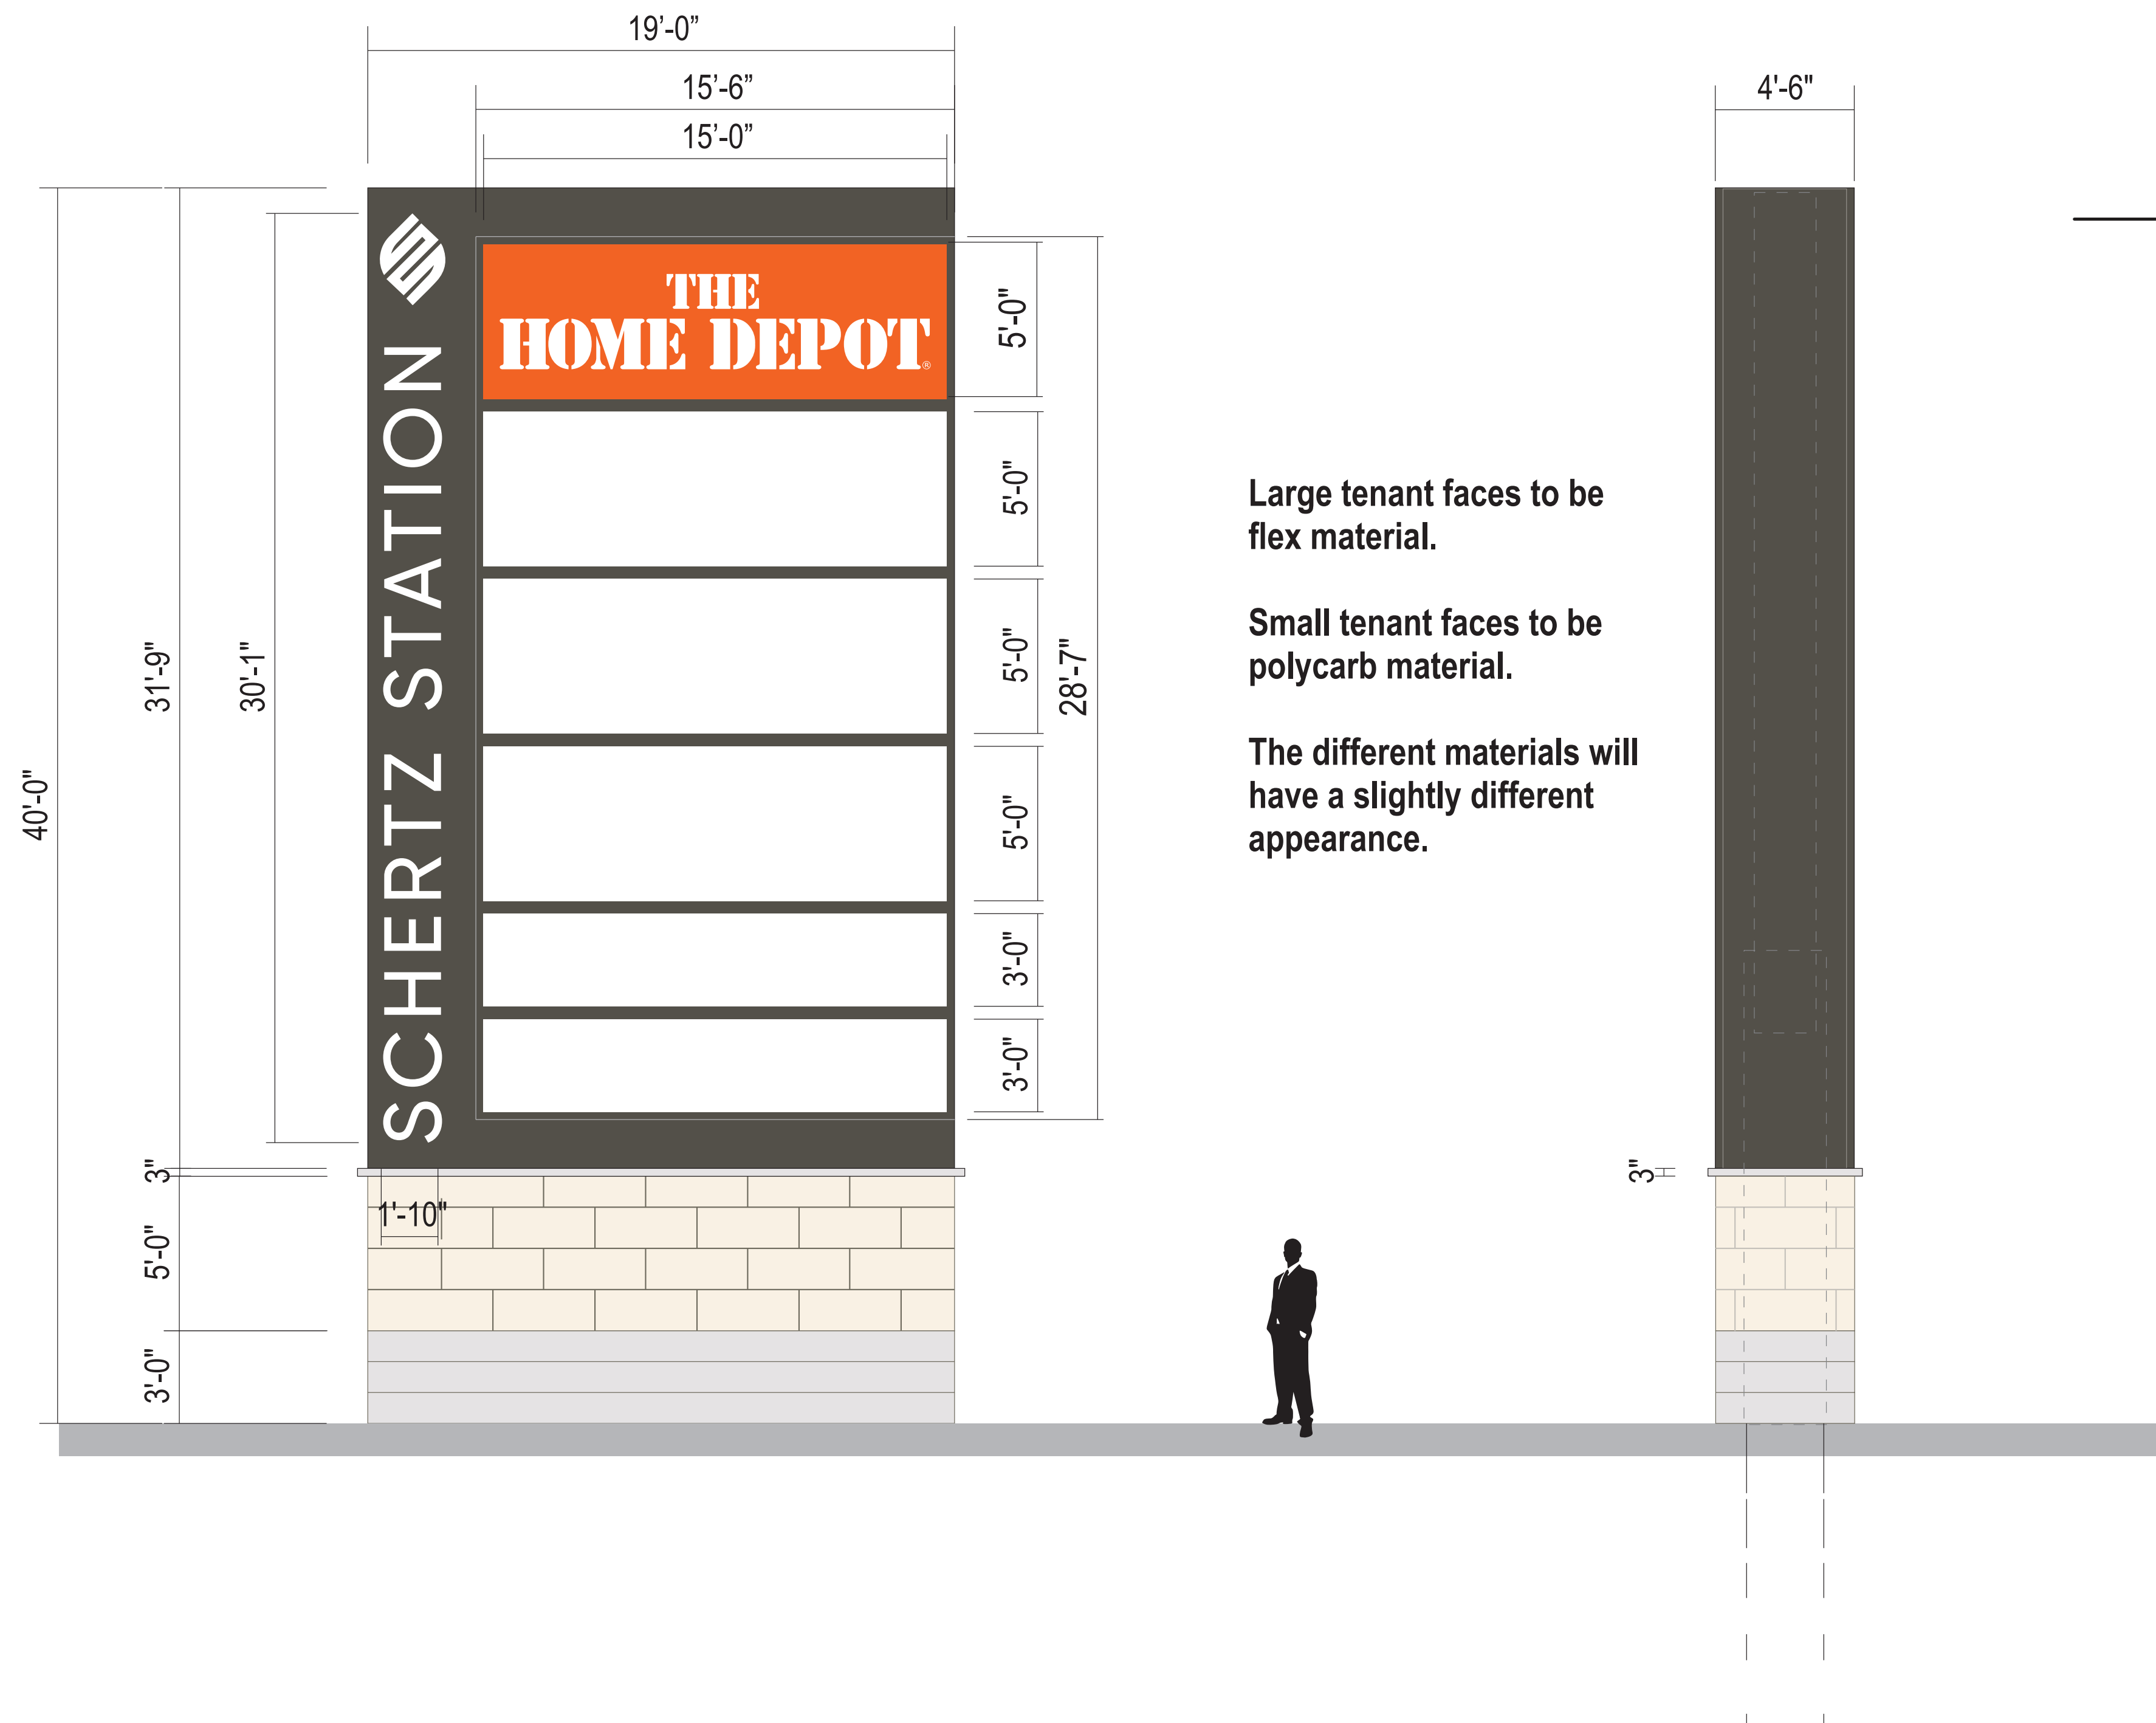 19’-0”
15’-6”
4'-6"
15’-0”
THE
HOME DEPOT®
SCHERTZ STATION
5'-0"
5'-0"
5'-0"
5'-0"
3'-0"
3'-0"
28'-7"
40'-0"
31'-9"
30'-1"
3"
5'-0"
3'-0"
1'-10"
Large tenant faces to be
flex material.
Small tenant faces to be
polycarb material.
The different materials will
have a slightly different
appearance.
3"